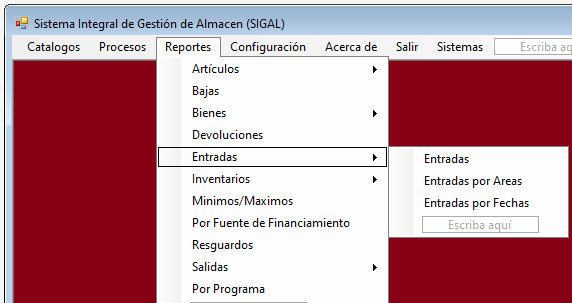 Sistema Integral de Gestión de Almacen (SIGAL)
Catalogos Procesos Reportes Configuración Acerca de Salir Sistemas Escriba aq
Artículos
Bajas
Bienes
Devoluciones
Entradas
Inventarios
Minimos/Maximos
Por Fuente de Financiamiento
Resguardos
Salidas
Por Programa
Entradas
Entradas por Areas
Entradas por Fechas
Escriba aquí